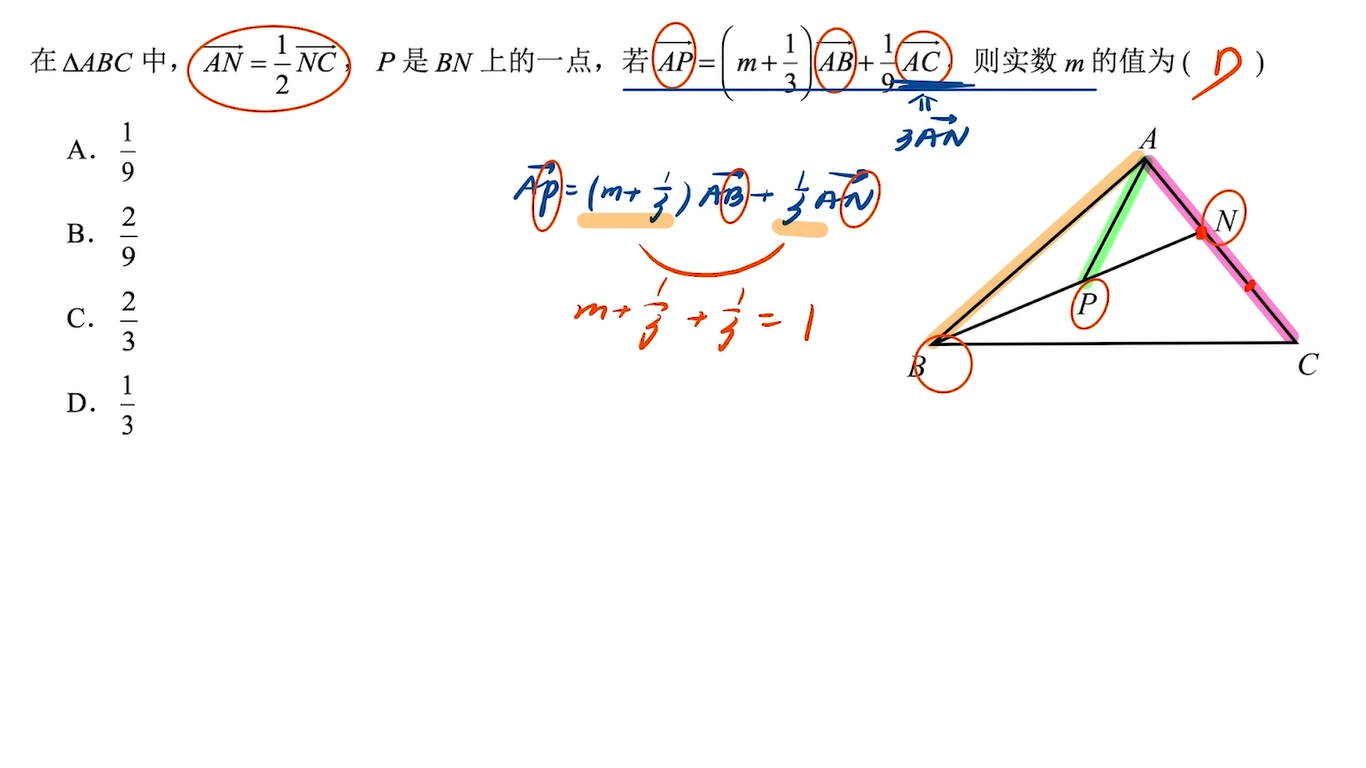 在 ΔABC 中，$\overrightarrow{AN}=\frac{1}{2}\overrightarrow{NC}$，P 是 BN 上的一点，若 $\overrightarrow{AP}=\left(m+\frac{1}{3}\right)\overrightarrow{AB}+\frac{1}{9}\overrightarrow{AC}$，则实数 m 的值为 ( D )
$3\overrightarrow{AN}$
A． $\frac{1}{9}$
B． $\frac{2}{9}$
C． $\frac{2}{3}$
D． $\frac{1}{3}$
$\overrightarrow{AP}=(m+\frac{1}{3})\overrightarrow{AB}+\frac{1}{3}\overrightarrow{AN}$
$m+\frac{1}{3}+\frac{1}{3}=1$
A
N
P
B
C